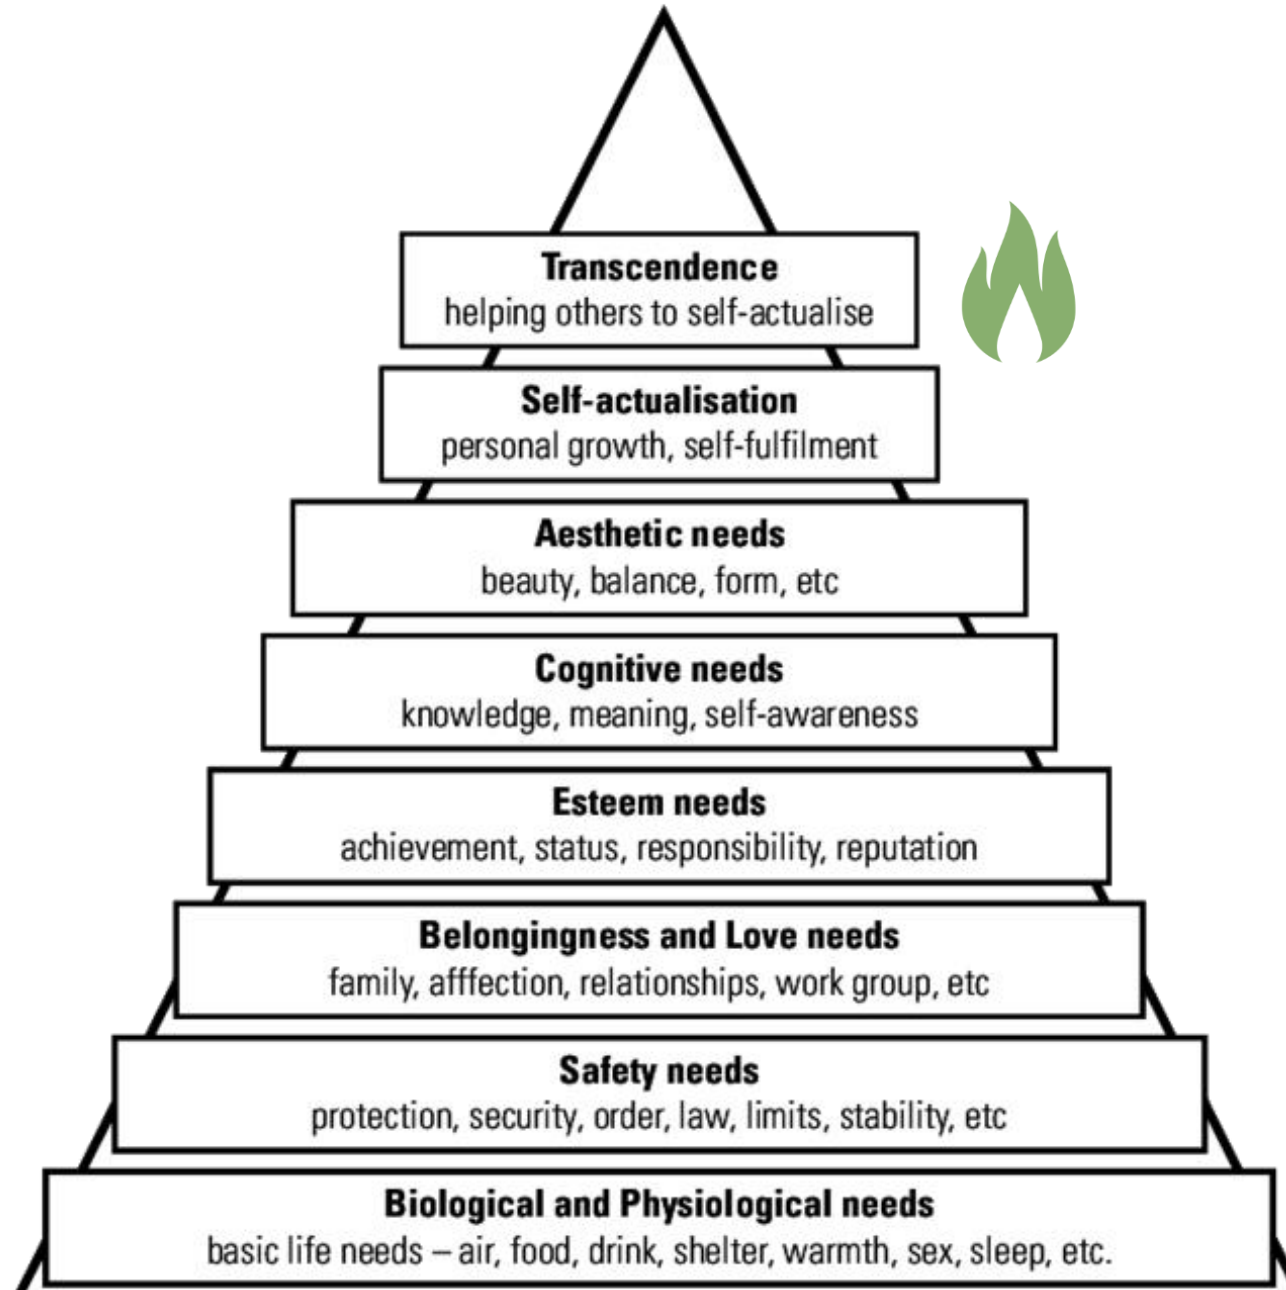 Transcendence
helping others to self-actualise
Self-actualisation
personal growth, self-fulfilment
Aesthetic needs
beauty, balance, form, etc
Cognitive needs
knowledge, meaning, self-awareness
Esteem needs
achievement, status, responsibility, reputation
Belongingness and Love needs
family, afffection, relationships, work group, etc
Safety needs
protection, security, order, law, limits, stability, etc
Biological and Physiological needs
basic life needs – air, food, drink, shelter, warmth, sex, sleep, etc.